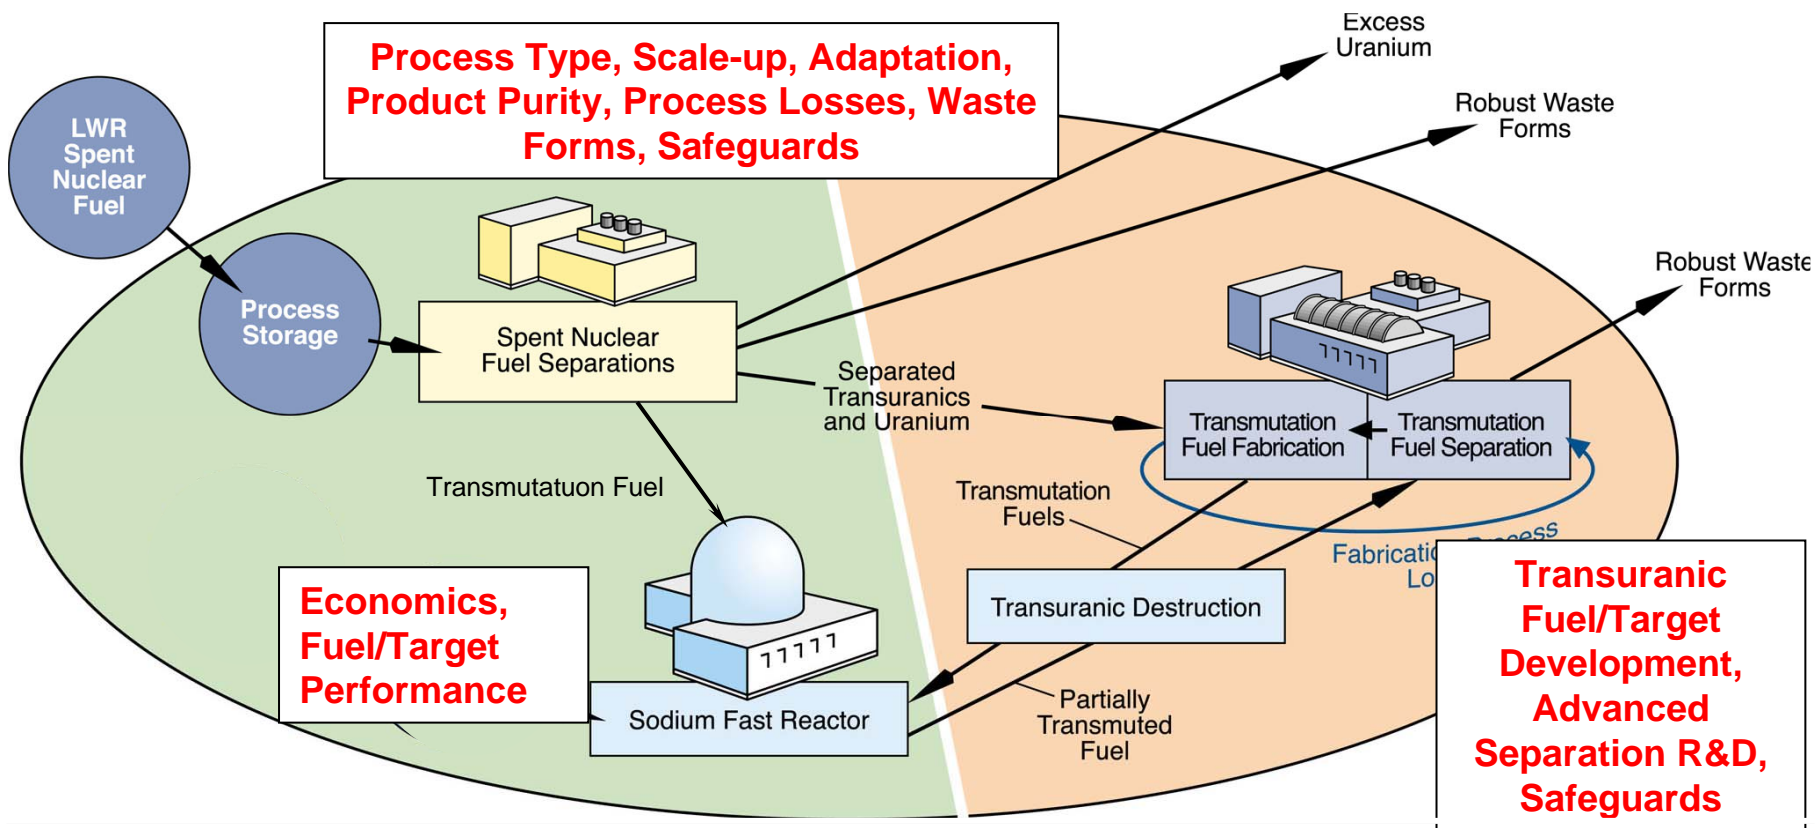 Excess
Uranium
Process Type, Scale-up, Adaptation,
Product Purity, Process Losses, Waste
Forms, Safeguards
Robust Waste
Forms
LWR
Spent
Nuclear
Fuel
Robust Waste
Forms
Process
Storage
Spent Nuclear
Fuel Separations
Separated
Transuranics
and Uranium
Transmutation
Fuel Fabrication
Transmutation
Fuel Separation
Transmutatuon Fuel
Transmutation
Fuels
Economics,
Fuel/Target
Performance
Transuranic Destruction
Transuranic
Fuel/Target
Development,
Advanced
Separation R&D,
Safeguards
Sodium Fast Reactor
Partially
Transmuted
Fuel